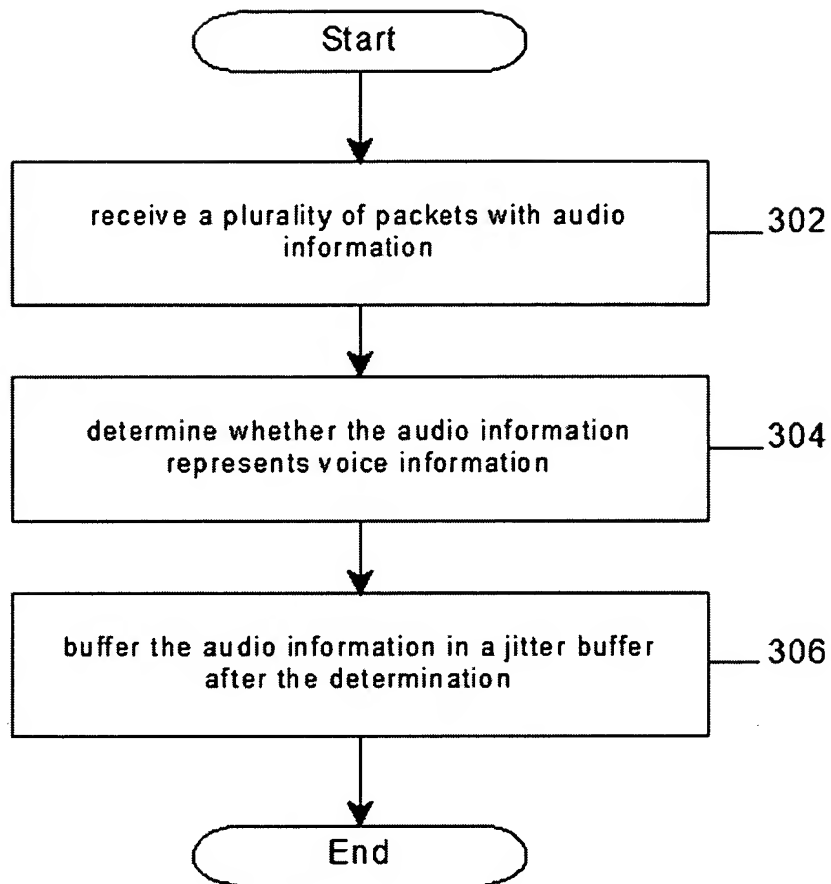 Start
receive a plurality of packets with audio
information
302
determine whether the audio information
represents voice information
304
buffer the audio information in a jitter buffer
after the determination
306
End